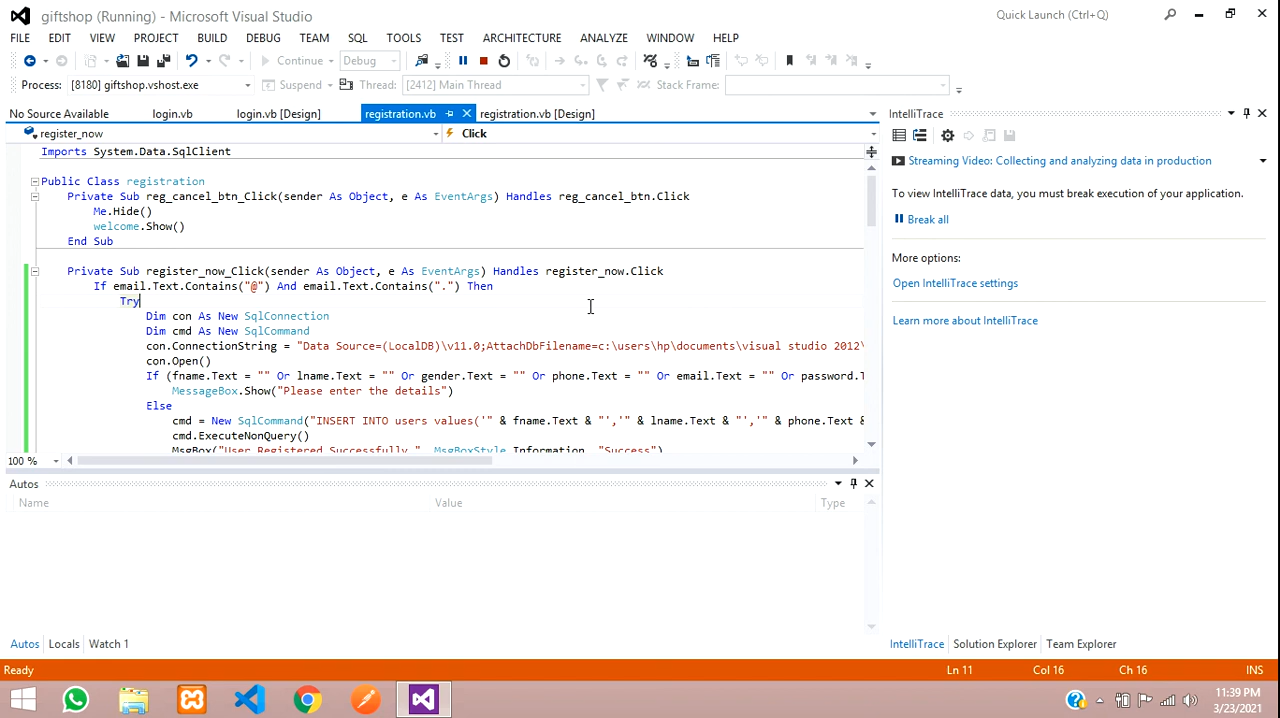 giftshop (Running) - Microsoft Visual Studio
Quick Launch (Ctrl+Q)
FILE EDIT VIEW PROJECT BUILD DEBUG TEAM SQL TOOLS TEST ARCHITECTURE ANALYZE WINDOW HELP
Continue Debug
Process: [8180] giftshop.vshost.exe Suspend Thread: [2412] Main Thread Stack Frame:
No Source Available login.vb login.vb [Design] registration.vb registration.vb [Design]
register_now Click
Imports System.Data.SqlClient
Public Class registration
Private Sub reg_cancel_btn_Click(sender As Object, e As EventArgs) Handles reg_cancel_btn.Click
Me.Hide()
welcome.Show()
End Sub
Private Sub register_now_Click(sender As Object, e As EventArgs) Handles register_now.Click
If email.Text.Contains("@") And email.Text.Contains(".") Then
Try
Dim con As New SqlConnection
Dim cmd As New SqlCommand
con.ConnectionString = "Data Source=(LocalDB)\v11.0;AttachDbFilename=c:\users\hp\documents\visual studio 2012\
con.Open()
If (fname.Text = "" Or lname.Text = "" Or gender.Text = "" Or phone.Text = "" Or email.Text = "" Or password.T
MessageBox.Show("Please enter the details")
Else
cmd = New SqlCommand("INSERT INTO users values('" & fname.Text & "','" & lname.Text & "','" & phone.Text &
cmd.ExecuteNonQuery()
MsgBox("User Registered Successfully.", MsgBoxStyle.Information, "Success")
100 %
Autos
Name Value Type
Autos Locals Watch 1
IntelliTrace
Streaming Video: Collecting and analyzing data in production
To view IntelliTrace data, you must break execution of your application.
Break all
More options:
Open IntelliTrace settings
Learn more about IntelliTrace
IntelliTrace Solution Explorer Team Explorer
Ready Ln 11 Col 16 Ch 16 INS
11:39 PM
3/23/2021